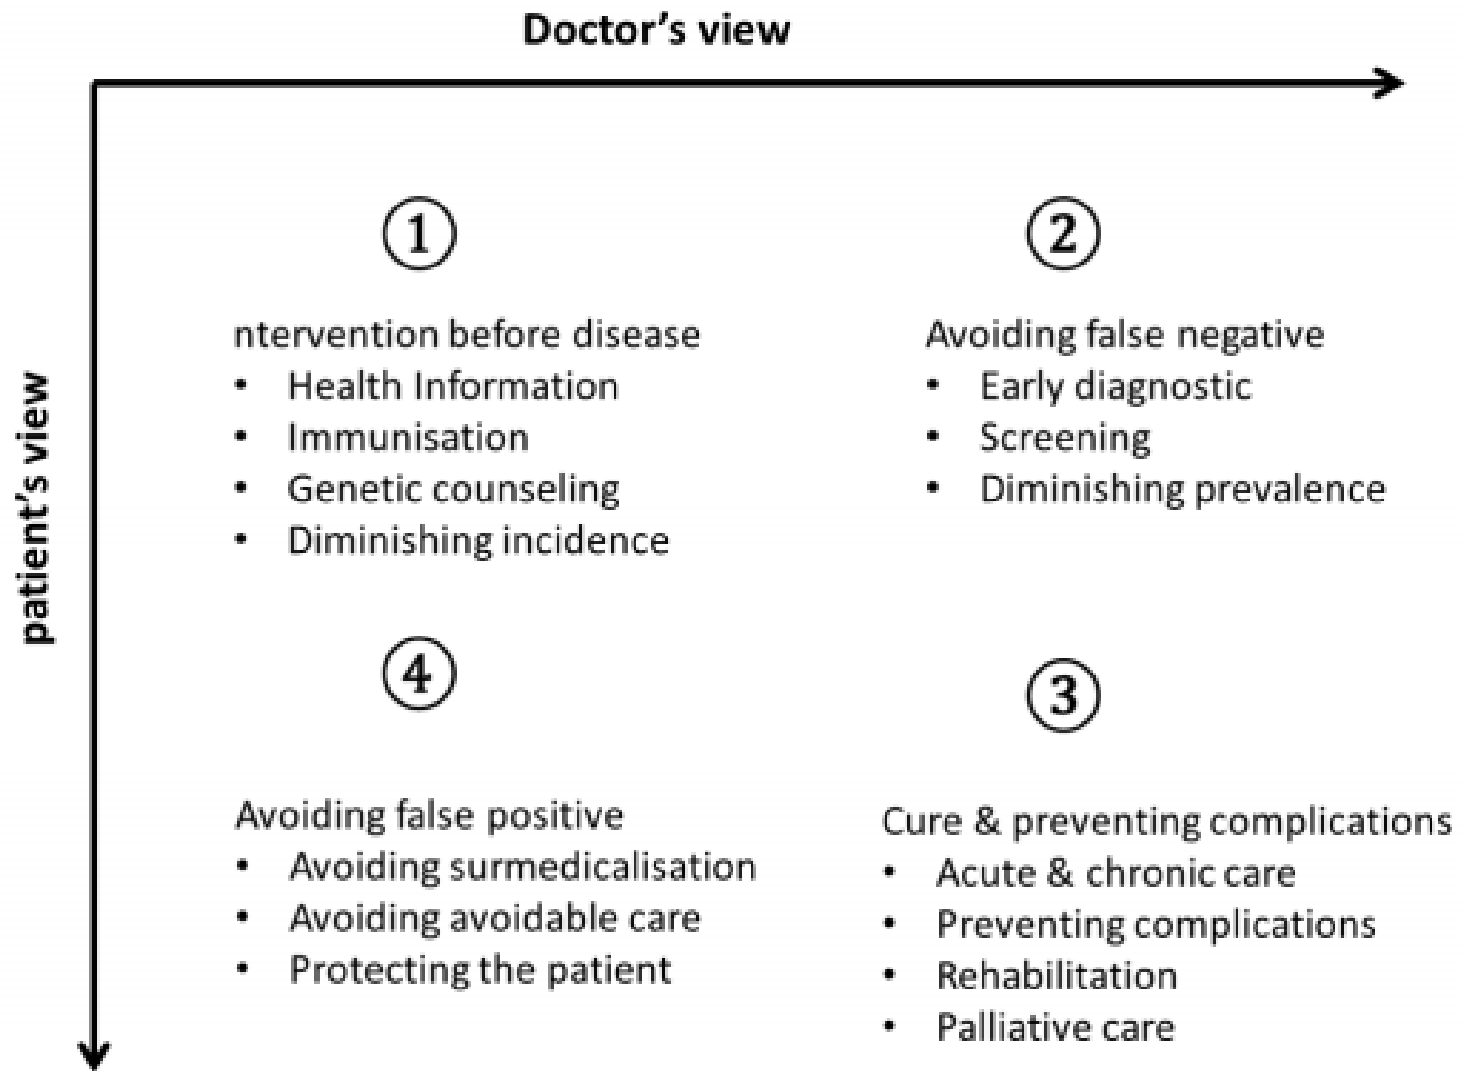 Doctor's view
patient's view
①
ntervention before disease
• Health Information
• Immunisation
• Genetic counseling
• Diminishing incidence
②
Avoiding false negative
• Early diagnostic
• Screening
• Diminishing prevalence
④
Avoiding false positive
• Avoiding surmedicalisation
• Avoiding avoidable care
• Protecting the patient
③
Cure & preventing complications
• Acute & chronic care
• Preventing complications
• Rehabilitation
• Palliative care